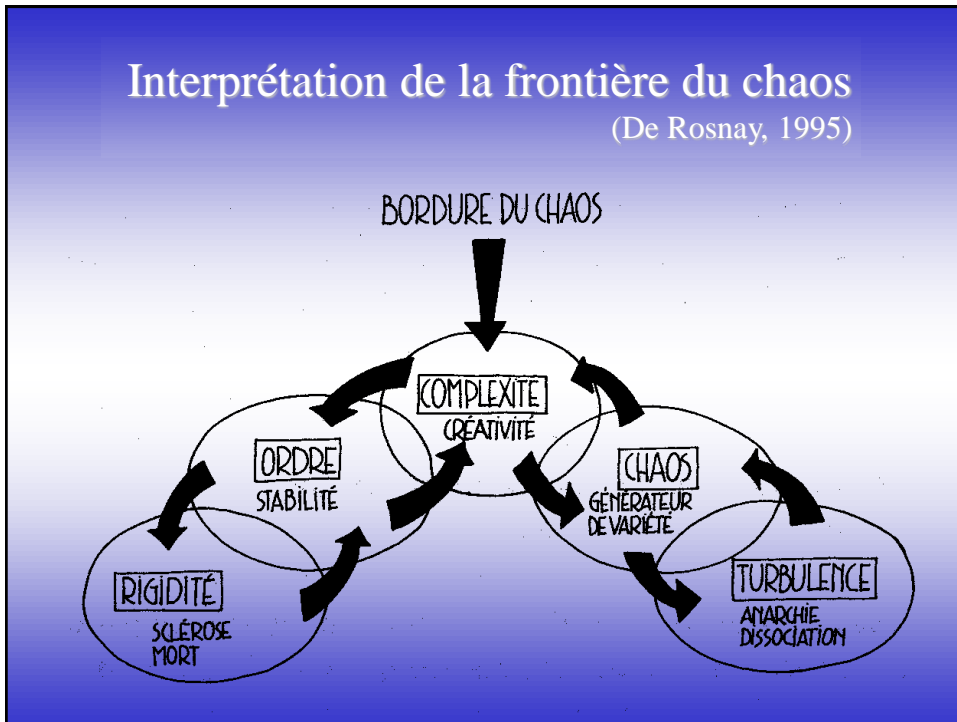 Interprétation de la frontière du chaos
(De Rosnay, 1995)
BORDURE DU CHAOS
COMPLEXITÉ
CRÉATIVITÉ
ORDRE
STABILITÉ
CHAOS
GÉNÉRATEUR
DE VARIÉTÉ
RIGIDITÉ
SCLÉROSE
MORT
TURBULENCE
ANARCHIE
DISSOCIATION